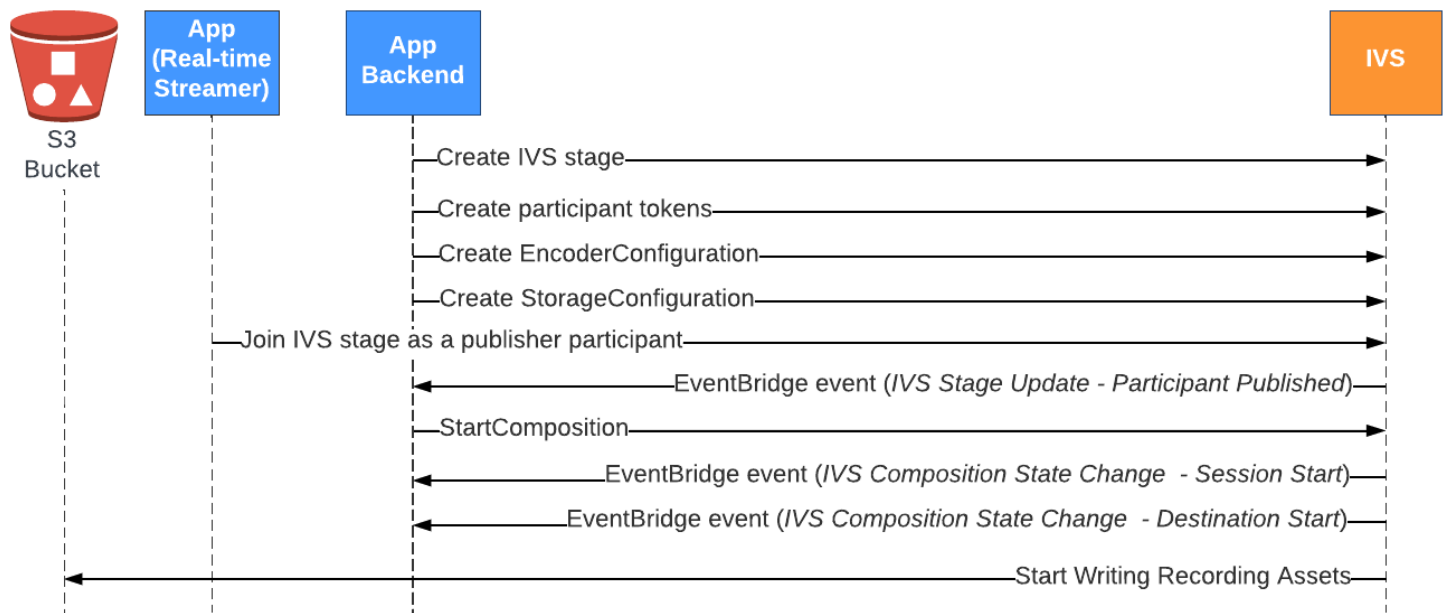 App
(Real-time
Streamer)
App
Backend
IVS
S3
Bucket
Create IVS stage
Create participant tokens
Create EncoderConfiguration
Create StorageConfiguration
Join IVS stage as a publisher participant
EventBridge event (IVS Stage Update - Participant Published)
StartComposition
EventBridge event (IVS Composition State Change  - Session Start)
EventBridge event (IVS Composition State Change  - Destination Start)
Start Writing Recording Assets